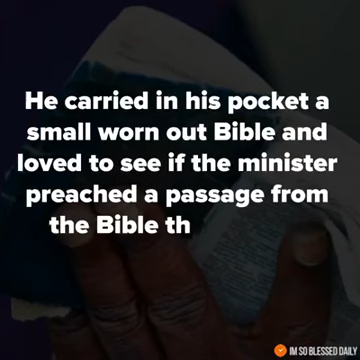 He carried in his pocket a
small worn out Bible and
loved to see if the minister
preached a passage from
the Bible th
IM SO BLESSED DAILY